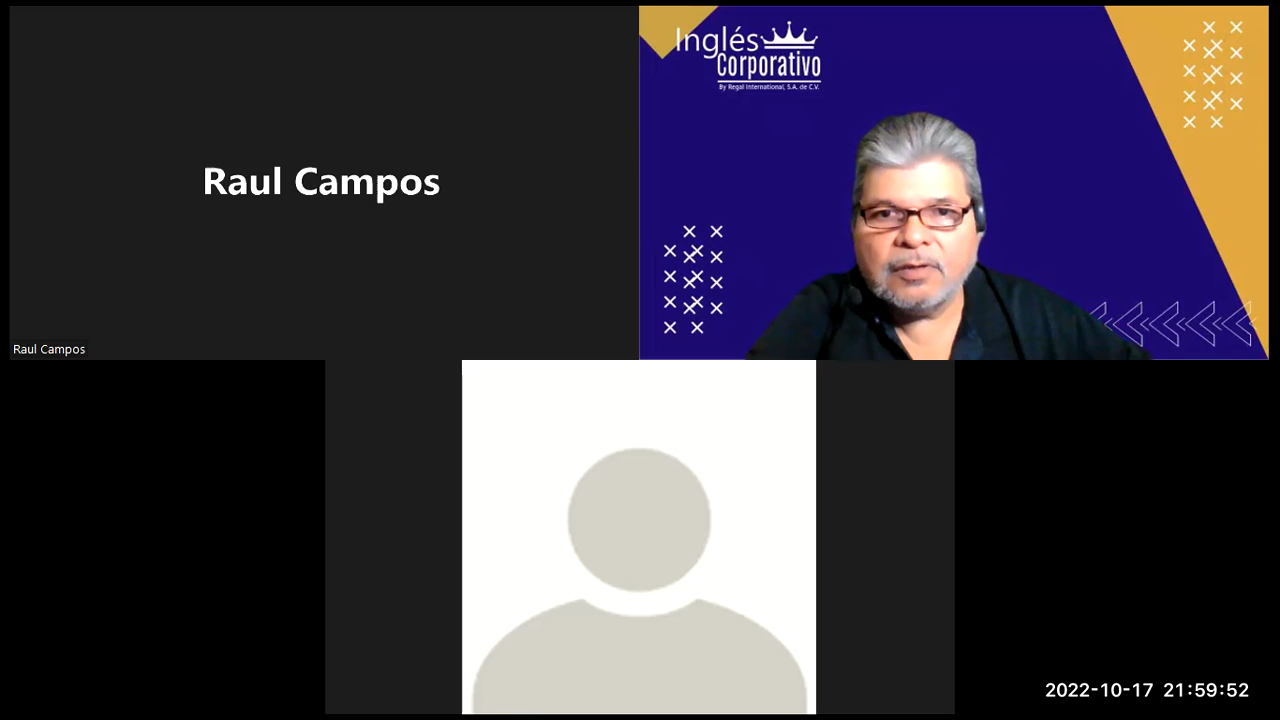 Raul Campos
Raul Campos
Inglés
Corporativo
By Regal International, S.A. de C.V.
2022-10-17 21:59:52